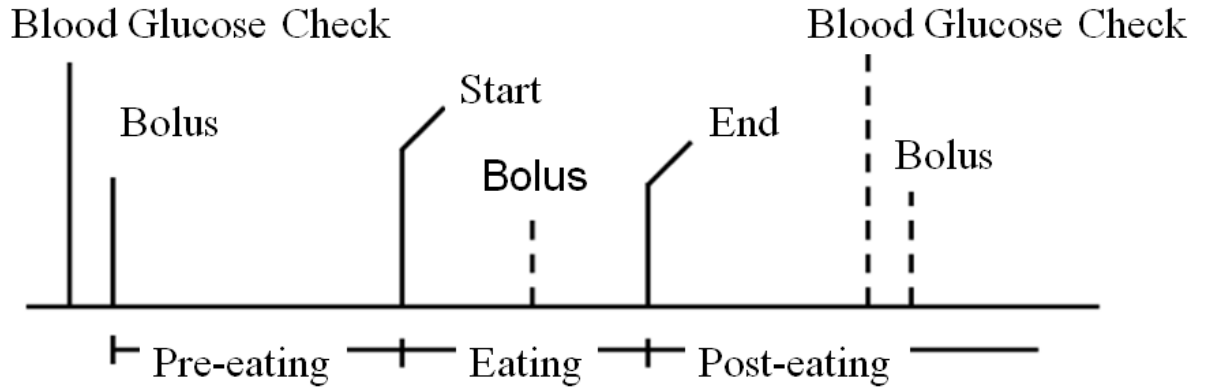 Blood Glucose Check
Blood Glucose Check
Start
Bolus
End
Bolus
Bolus
Pre-eating
Eating
Post-eating